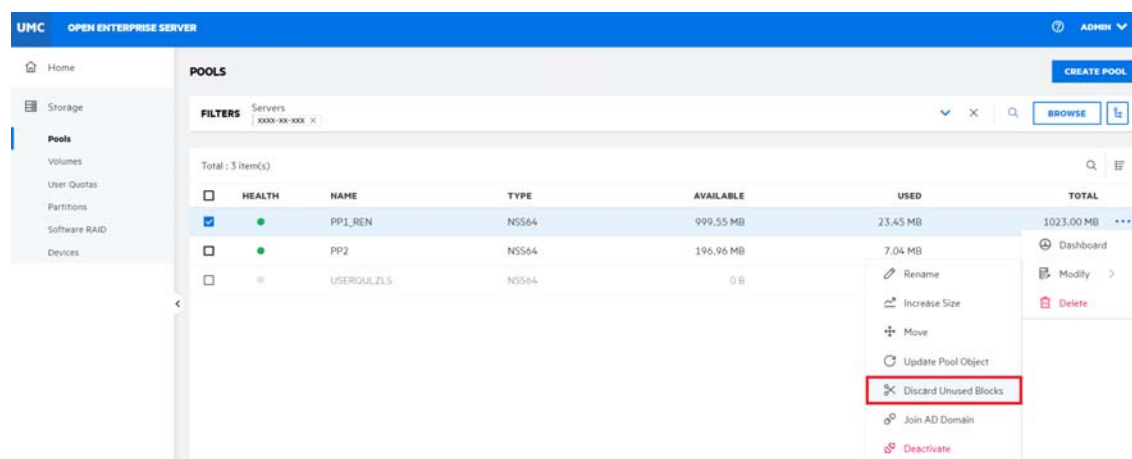 UMC OPEN ENTERPRISE SERVER ADMIN
Home
Storage
Pools
Volumes
User Quotas
Partitions
Software RAID
Devices
POOLS CREATE POOL
FILTERS Servers BROWSE
xxxx-xx-xxx ×
Total : 3 item(s)
HEALTH NAME TYPE AVAILABLE USED TOTAL
PP1_REN NSS64 999.55 MB 23.45 MB 1023.00 MB ...
PP2 NSS64 196.96 MB 7.04 MB
USERQULZLS NSS64 0 B
Dashboard
Modify >
Delete
Rename
Increase Size
Move
Update Pool Object
Discard Unused Blocks
Join AD Domain
Deactivate